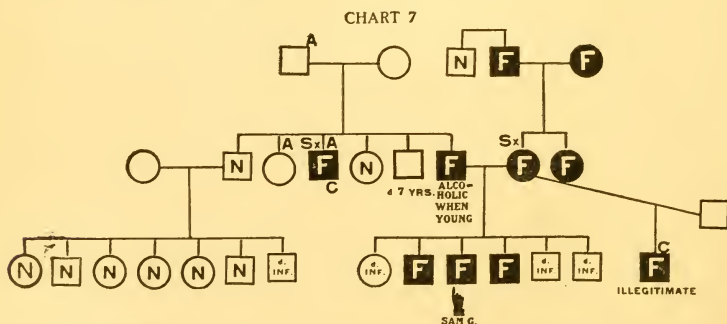 CHART 7
A
N F F
A Sx A Sx
N F N F F F
C
d 7 YRS. ALCO-
HOLIC
WHEN
YOUNG
C
N N N N N N d. d. F F F d. d. F
INF. INF. INF. INF.
ILLEGITIMATE
SAM G.